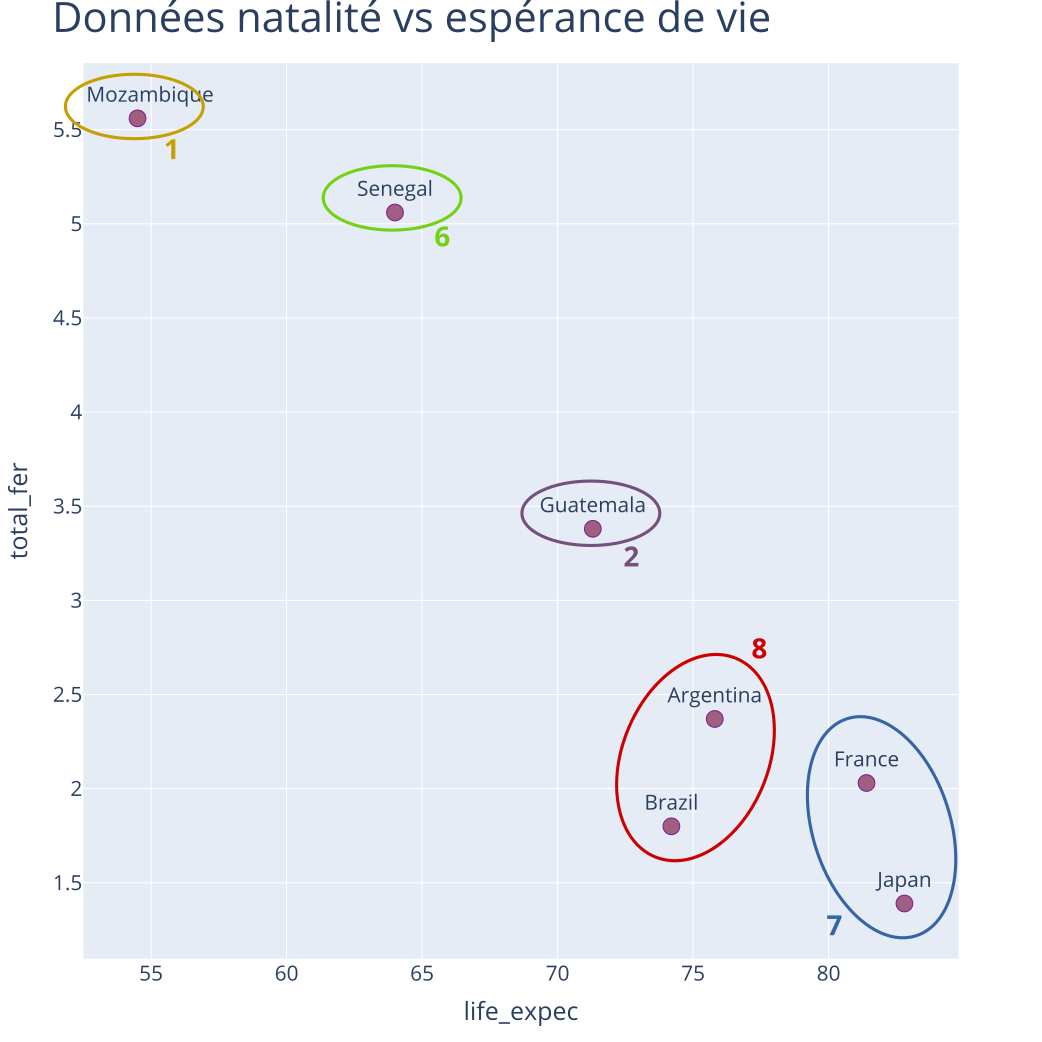 Données natalité vs espérance de vie
Mozambique
5.5
1
Senegal
5
6
4.5
4
total_fer
3.5
Guatemala
2
3
8
2.5
Argentina
France
2
Brazil
1.5
Japan
7
55 60 65 70 75 80
life_expec